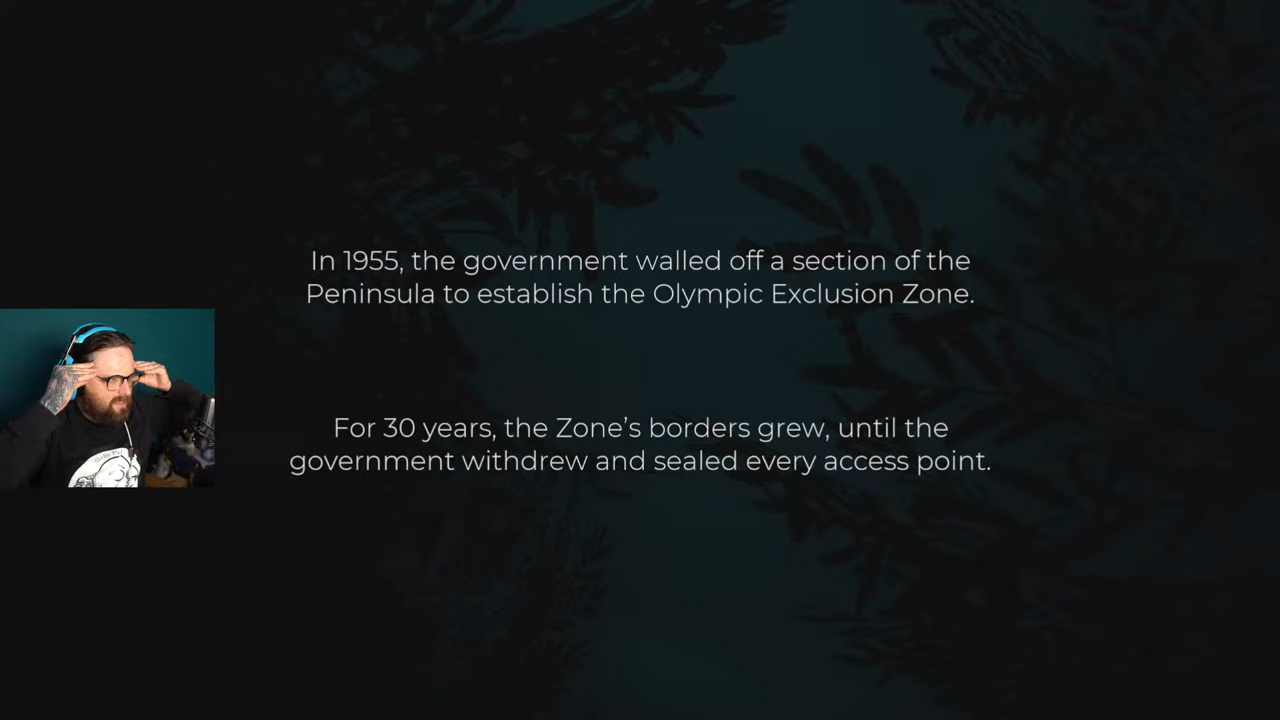 In 1955, the government walled off a section of the
Peninsula to establish the Olympic Exclusion Zone.
For 30 years, the Zone's borders grew, until the
government withdrew and sealed every access point.